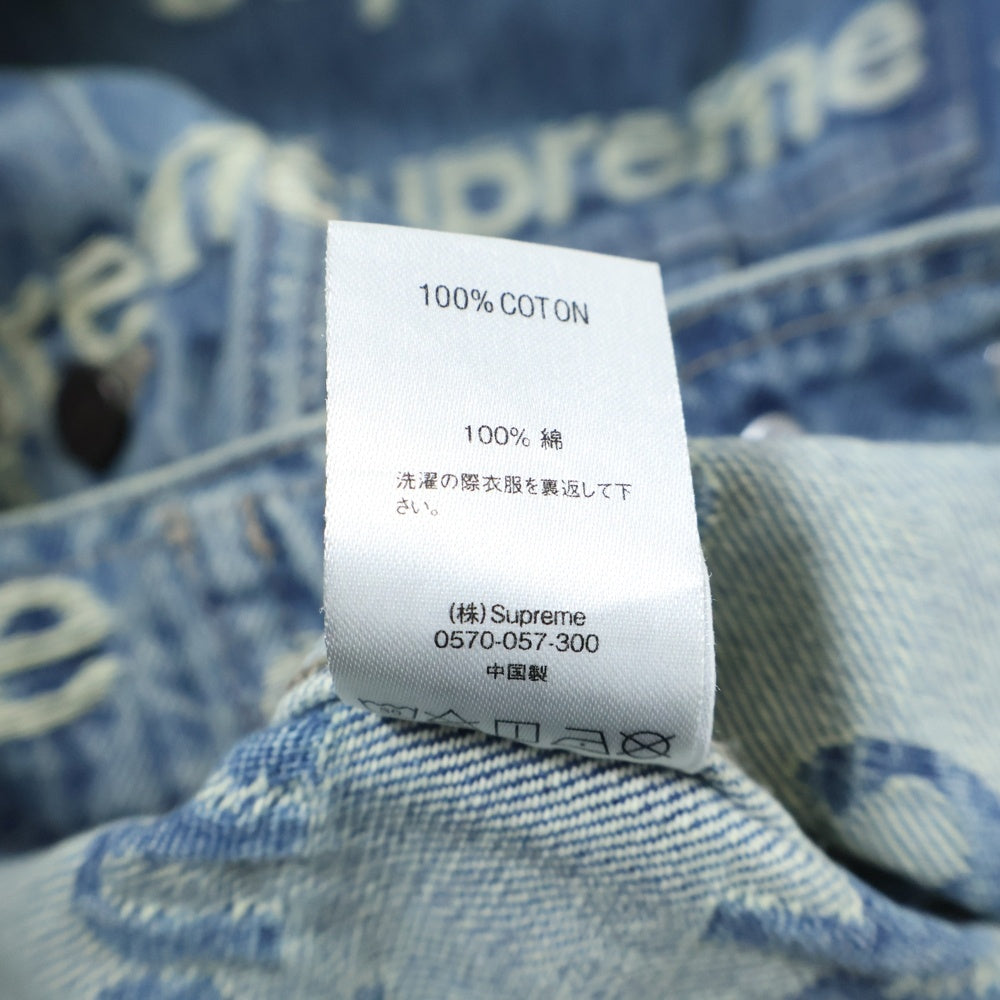 Supreme
100% COTON
100% 綿
洗濯の際衣服を裏返して下
さい。
(株)Supreme
0570-057-300
中国製